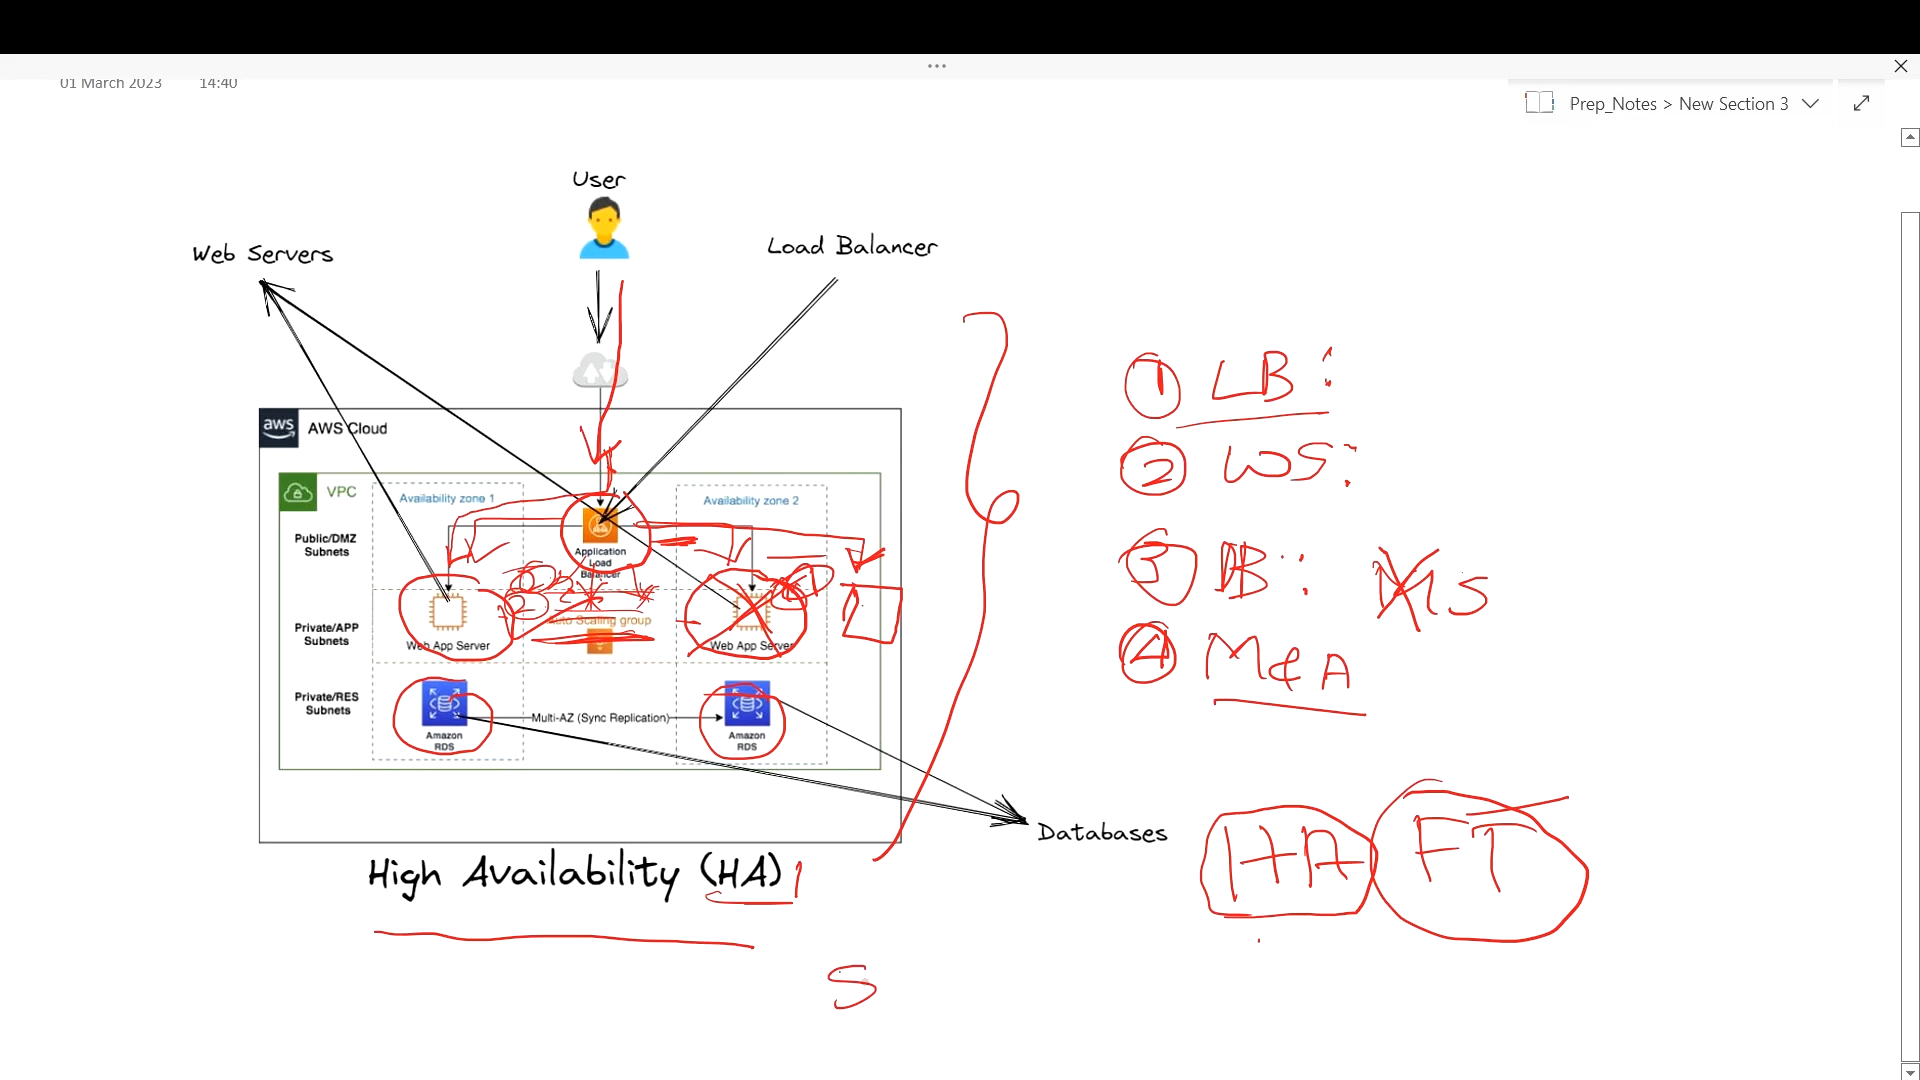 01 March 2023 14:40
Prep_Notes > New Section 3
User
Web Servers
Load Balancer
aws AWS Cloud
VPC
Availability zone 1
Availability zone 2
Public/DMZ
Subnets
Application
Load
Balancer
Private/APP
Subnets
Auto Scaling group
Web App Server
Web App Server
Private/RES
Subnets
Multi-AZ (Sync Replication)
Amazon
RDS
Amazon
RDS
Databases
High Availability (HA)
1 LB:
2 WS:
3 DB: MS
4 M&A
HA FT
S